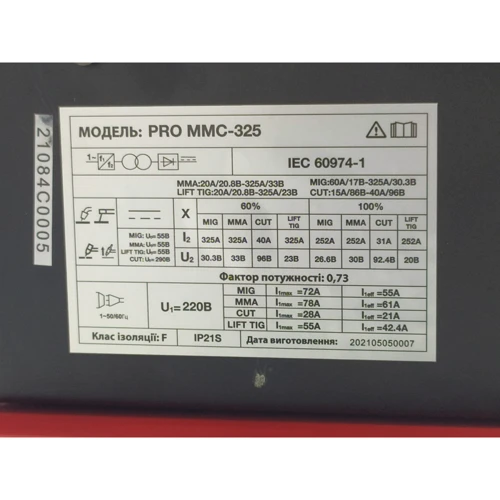 21084C0005
МОДЕЛЬ: PRO MMC-325
1~ f₁/f₂ IEC 60974-1
MMA:20A/20.8B-325A/33B MIG:60A/17B-325A/30.3B
LIFT TIG:20A/20.8B-325A/23B CUT:15A/86B-40A/96B
X 60% 100%
MIG MMA CUT LIFT TIG MIG MMA CUT LIFT TIG
MIG: U₀= 55B
MMA: U₀= 55B
LIFT TIG: U₀= 55B
CUT: U₀= 290B
I₂ 325A 325A 40A 325A 252A 252A 31A 252A
U₂ 30.3B 33B 96B 23B 26.6B 30B 92.4B 20B
Фактор потужності: 0,73
1~50/60Гц
U₁=220В
MIG I₁max =72A I₁eff =55A
MMA I₁max =78A I₁eff =61A
CUT I₁max =28A I₁eff =21A
LIFT TIG I₁max =55A I₁eff =42.4A
Клас ізоляції: F IP21S Дата виготовлення: 202105050007